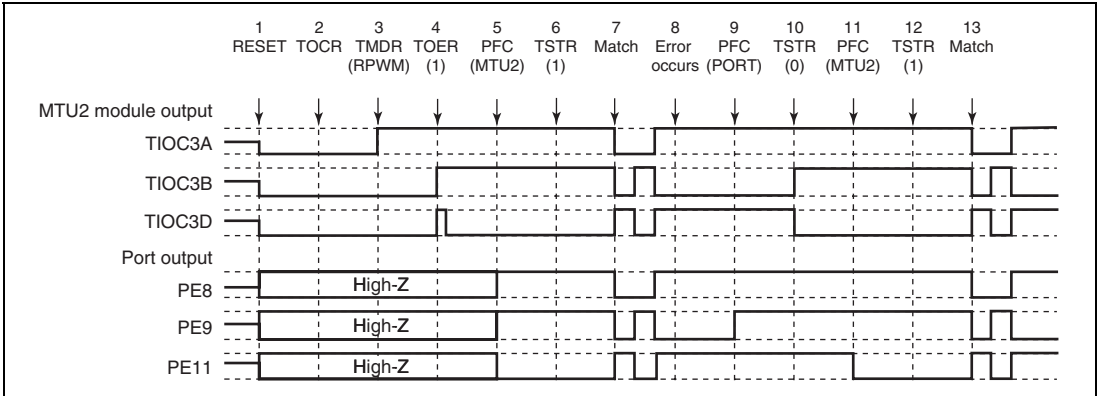 1 2 3 4 5 6 7 8 9 10 11 12 13
RESET TOCR TMDR TOER PFC TSTR Match Error PFC TSTR PFC TSTR Match
(RPWM) (1) (MTU2) (1) occurs (PORT) (0) (MTU2) (1)
MTU2 module output
TIOC3A
TIOC3B
TIOC3D
Port output
PE8 High-Z
PE9 High-Z
PE11 High-Z